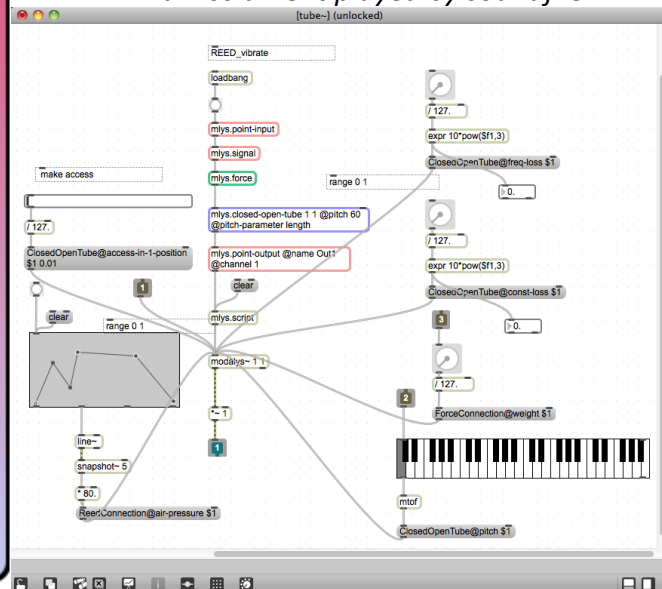 [tube~] (unlocked)
REED_vibrate
loadbang
mlys.point-input
mlys.signal
mlys.force
make access
range 0 1
/ 127.
expr 10*pow($f1,3)
ClosedOpenTube@freq-loss $1
0.
/ 127.
mlys.closed-open-tube 1 1 @pitch 60
@pitch-parameter length
/ 127.
expr 10*pow($f1,3)
ClosedOpenTube@access-in-1-position
$1 0.01
mlys.point-output @name Out1
@channel 1
clear
1
ClosedOpenTube@const-loss $1
clear
range 0 1
mlys.script
3
0.
modalys~ 1 1
/ 127.
2
*~ 1
ForceConnection@weight $1
1
line~
snapshot~ 5
* 80.
mtof
ReedConnection@air-pressure $1
ClosedOpenTube@pitch $1